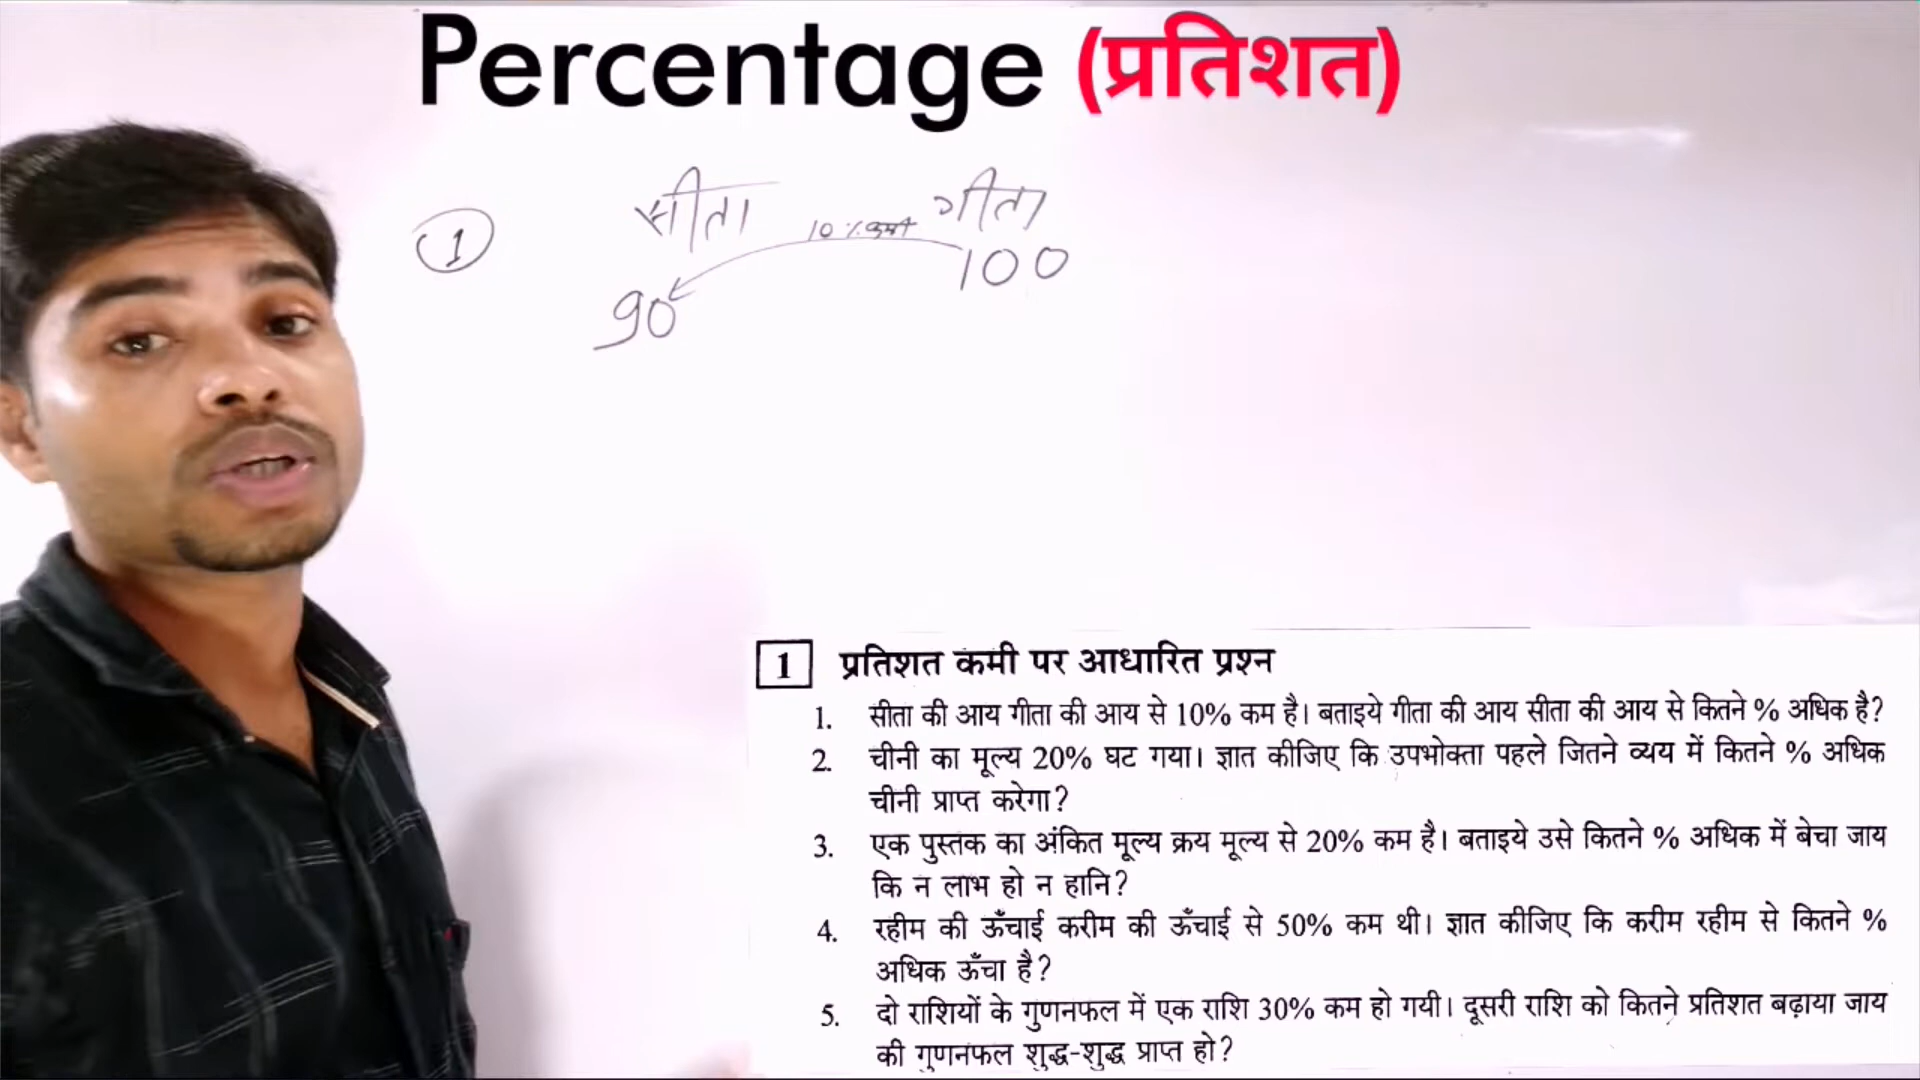 Percentage (प्रतिशत)
1 सीता 10% कम गीता
90 100
1 प्रतिशत कमी पर आधारित प्रश्न
1. सीता की आय गीता की आय से 10% कम है। बताइये गीता की आय सीता की आय से कितने % अधिक है?
2. चीनी का मूल्य 20% घट गया। ज्ञात कीजिए कि उपभोक्ता पहले जितने व्यय में कितने % अधिक
चीनी प्राप्त करेगा?
3. एक पुस्तक का अंकित मूल्य क्रय मूल्य से 20% कम है। बताइये उसे कितने % अधिक में बेचा जाय
कि न लाभ हो न हानि?
4. रहीम की ऊँचाई करीम की ऊँचाई से 50% कम थी। ज्ञात कीजिए कि करीम रहीम से कितने %
अधिक ऊँचा है?
5. दो राशियों के गुणनफल में एक राशि 30% कम हो गयी। दूसरी राशि को कितने प्रतिशत बढ़ाया जाय
की गुणनफल शुद्ध-शुद्ध प्राप्त हो?